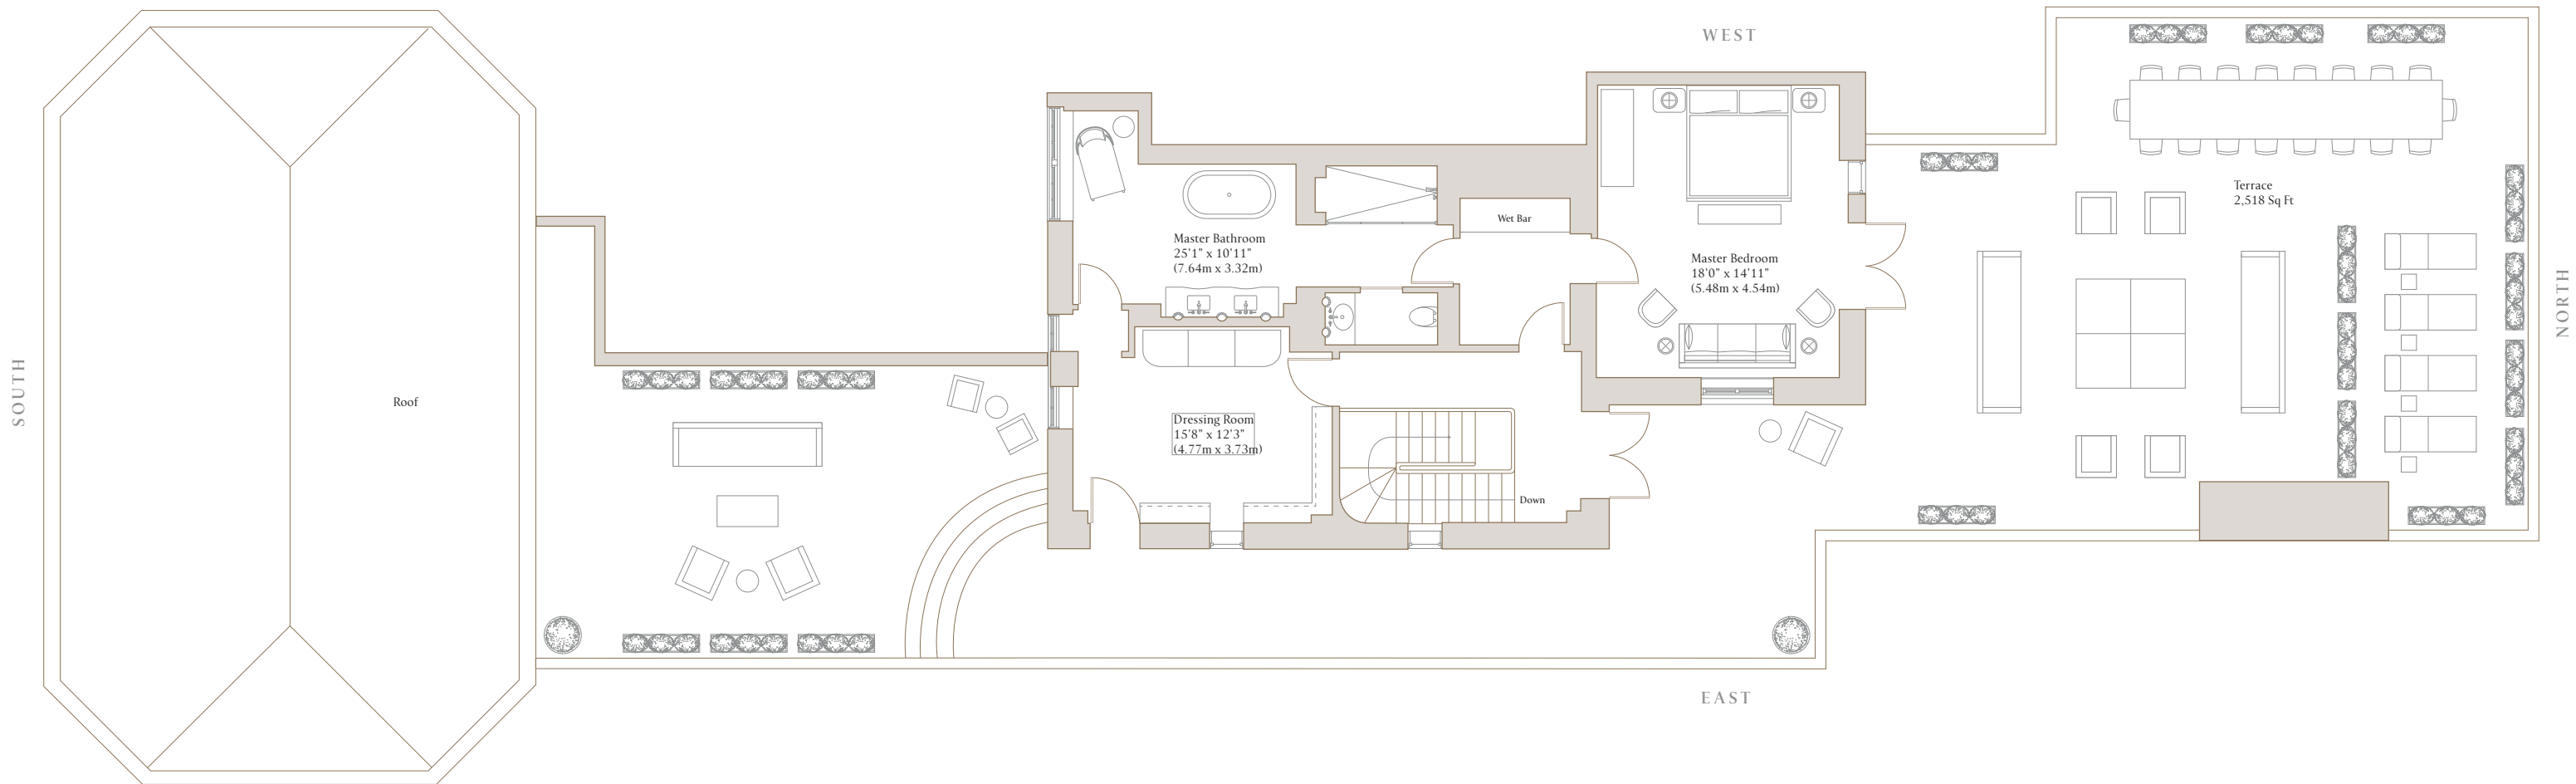 WEST
Terrace
2,518 Sq Ft
Wet Bar
Master Bathroom
25'1" x 10'11"
(7.64m x 3.32m)
Master Bedroom
18'0" x 14'11"
(5.48m x 4.54m)
NORTH
SOUTH
Roof
Dressing Room
15'8" x 12'3"
(4.77m x 3.73m)
Down
EAST